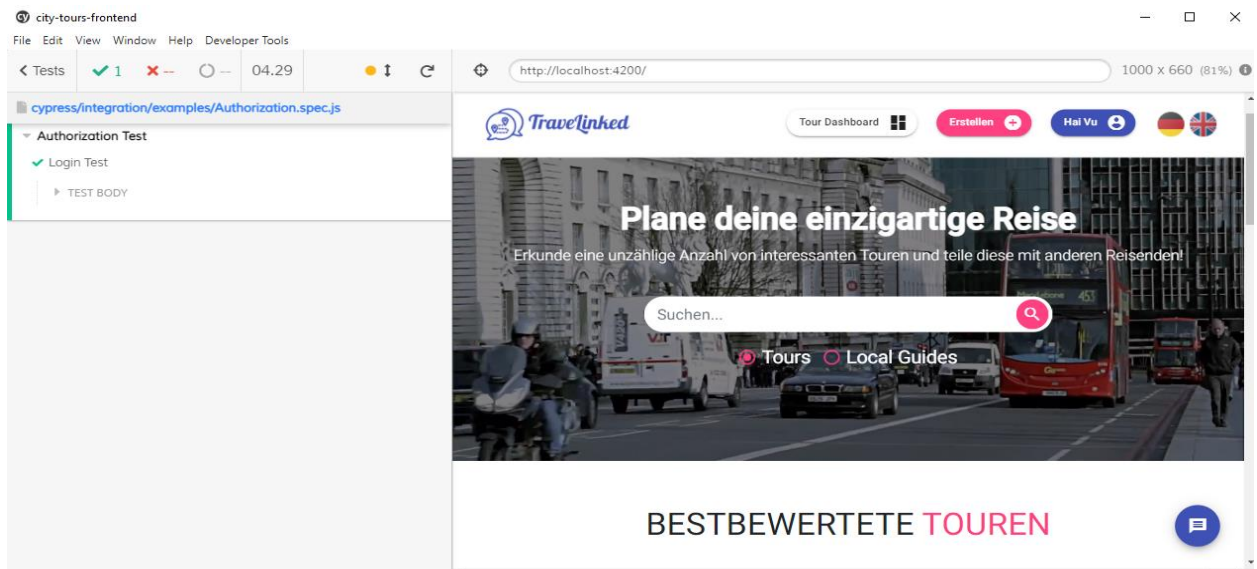 city-tours-frontend
File Edit View Window Help Developer Tools
Tests 1 -- -- 04.29
http://localhost:4200/
1000 x 660 (81%)
cypress/integration/examples/Authorization.spec.js
Authorization Test
Login Test
TEST BODY
TraveLinked
Tour Dashboard
Erstellen
Hai Vu
Plane deine einzigartige Reise
Erkunde eine unzählige Anzahl von interessanten Touren und teile diese mit anderen Reisenden!
453
Suchen...
Tours Local Guides
BESTBEWERTETE TOUREN